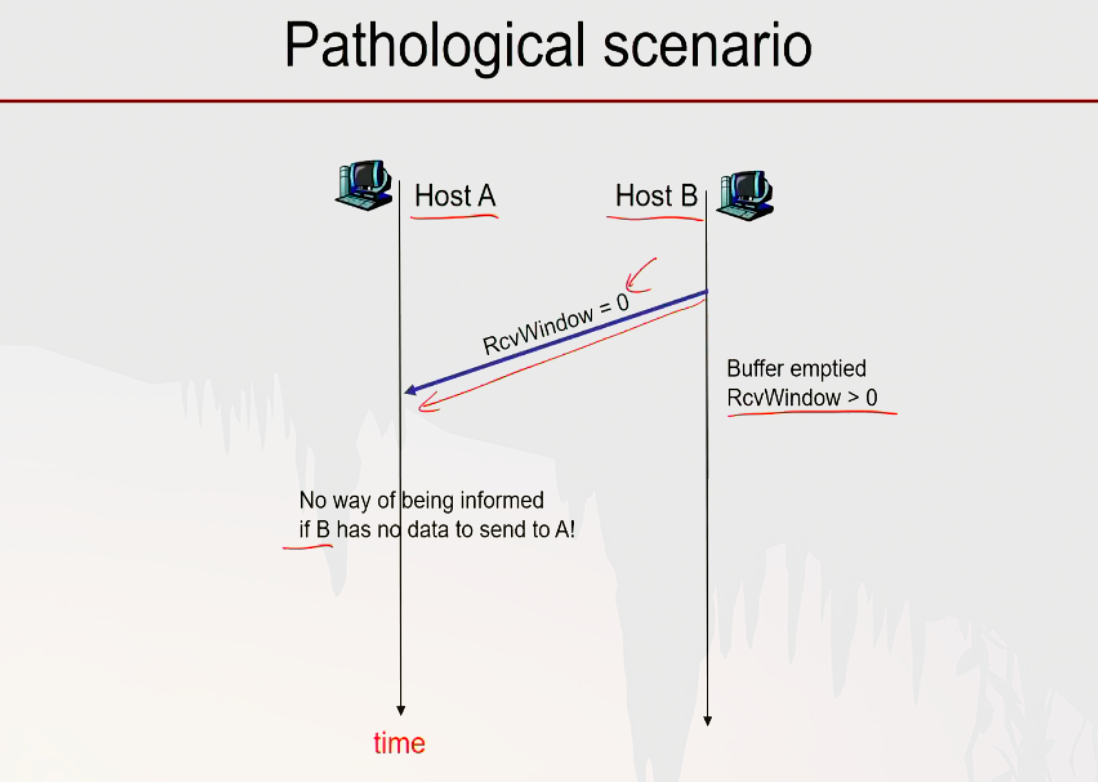 Pathological scenario
Host A
Host B
RcvWindow = 0
Buffer emptied
RcvWindow > 0
No way of being informed
if B has no data to send to A!
time